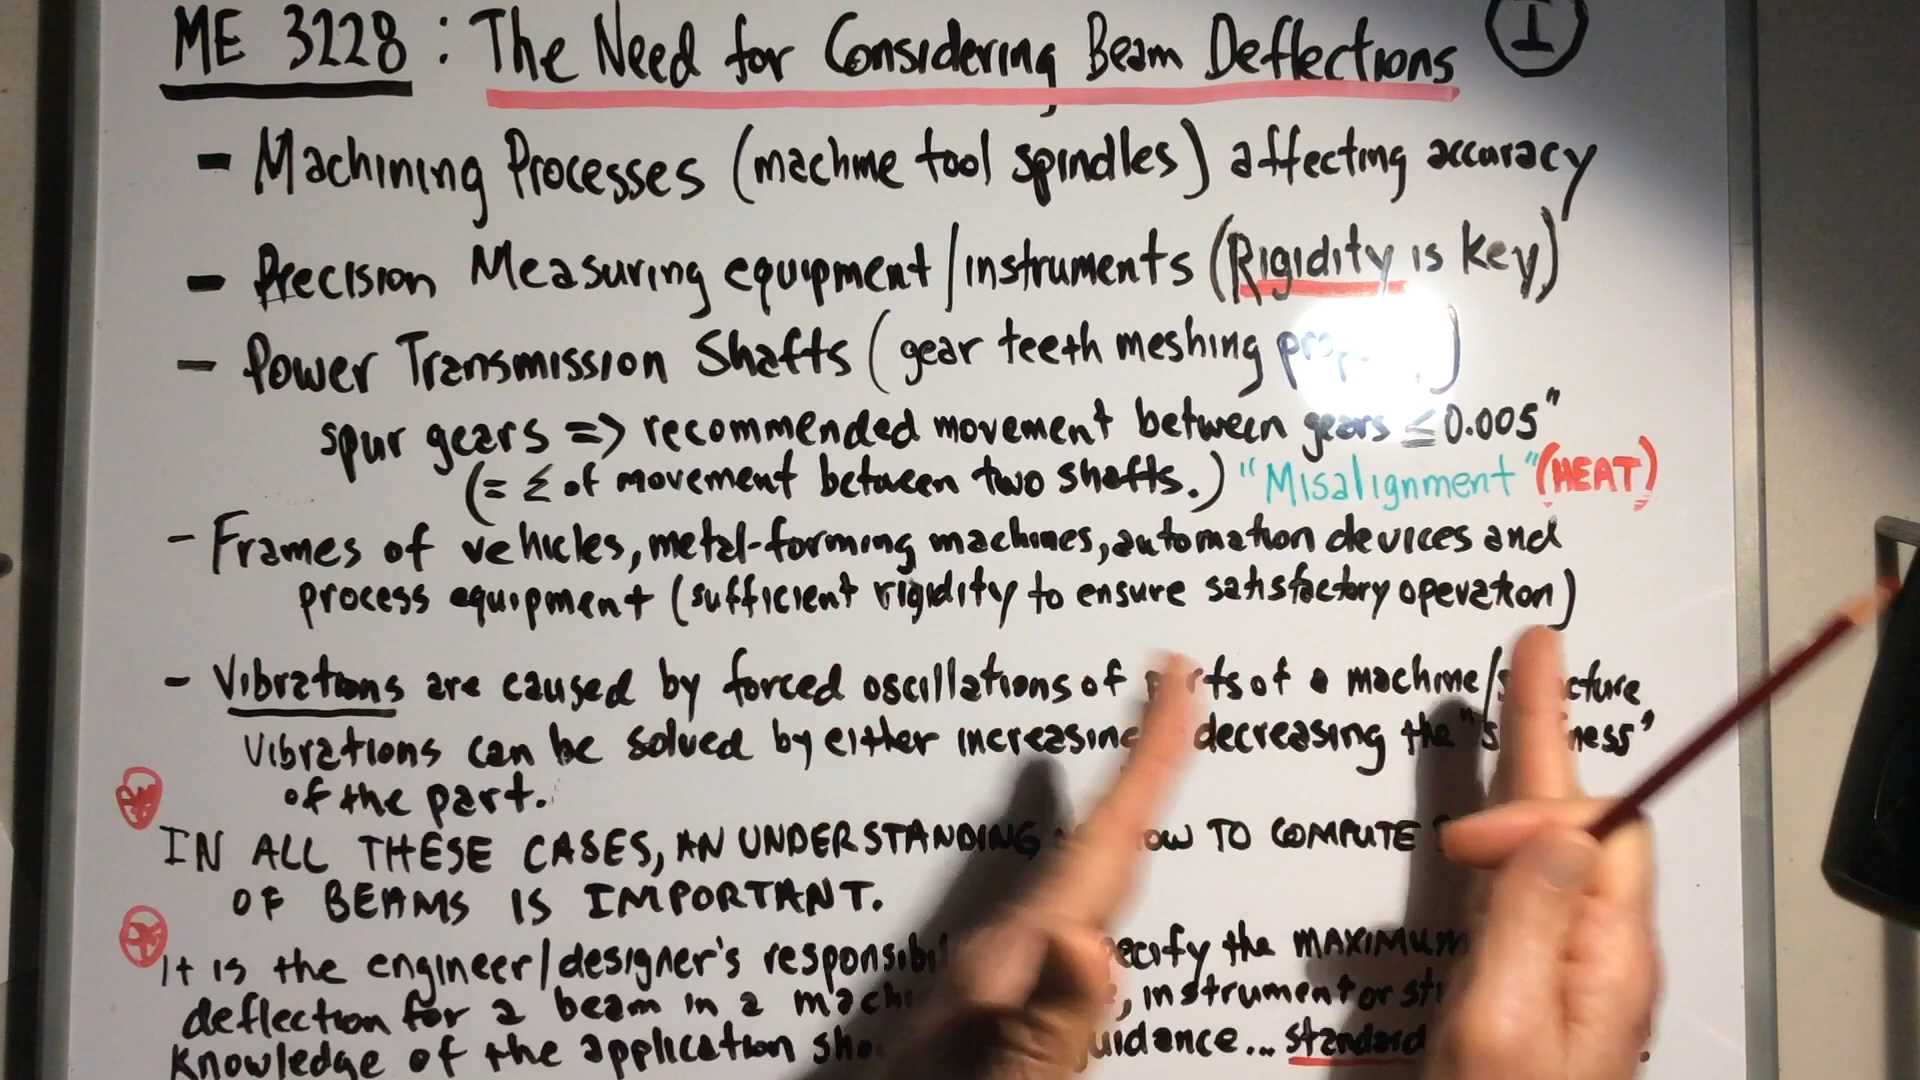 ME 3228 : The Need for Considering Beam Deflections I
- Machining Processes (machine tool spindles) affecting accuracy
- Precision Measuring equipment/instruments (Rigidity is key)
- Power Transmission Shafts (gear teeth meshing
spur gears => recommended movement between gears ≤ 0.005"
(= Σ of movement between two shafts.) "Misalignment" (HEAT)
- Frames of vehicles, metal-forming machines, automation devices and
process equipment (sufficient rigidity to ensure satisfactory operation)
- Vibrations are caused by forced oscillations of of a machine/
Vibrations can be solved by either increasing decreasing the
of the part.
IN ALL THESE CASES, AN UNDERSTANDING TO COMPUTE
OF BEAMS IS IMPORTANT.
It is the engineer/designer's the MAXIMUM
deflection for a beam in a , instrument or
knowledge of the application ... standard